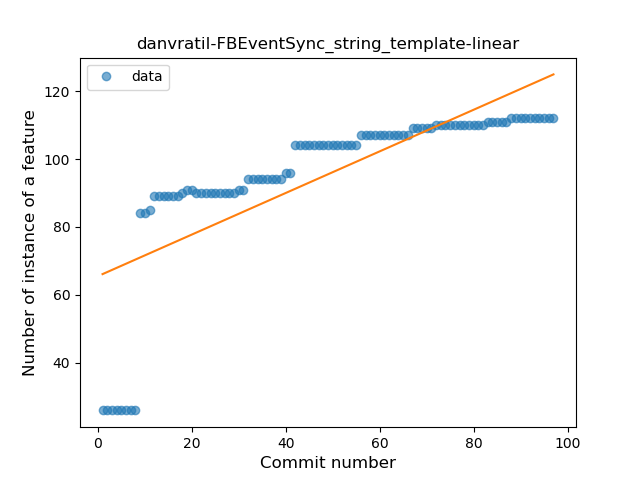 danvratil-FBEventSync_string_template-linear
data
Number of instance of a feature
120
100
80
60
40
0 20 40 60 80 100
Commit number